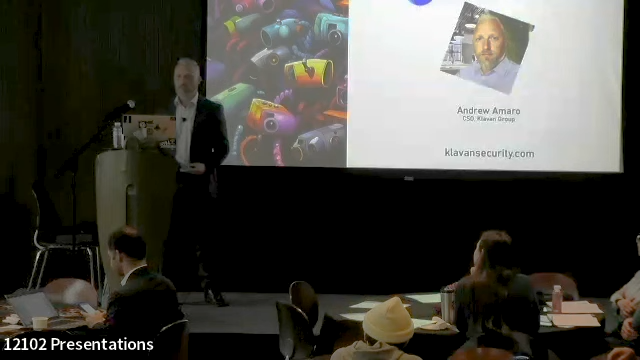 Andrew Amaro
CSO, Klavan Group
klavansecurity.com
12102 Presentations